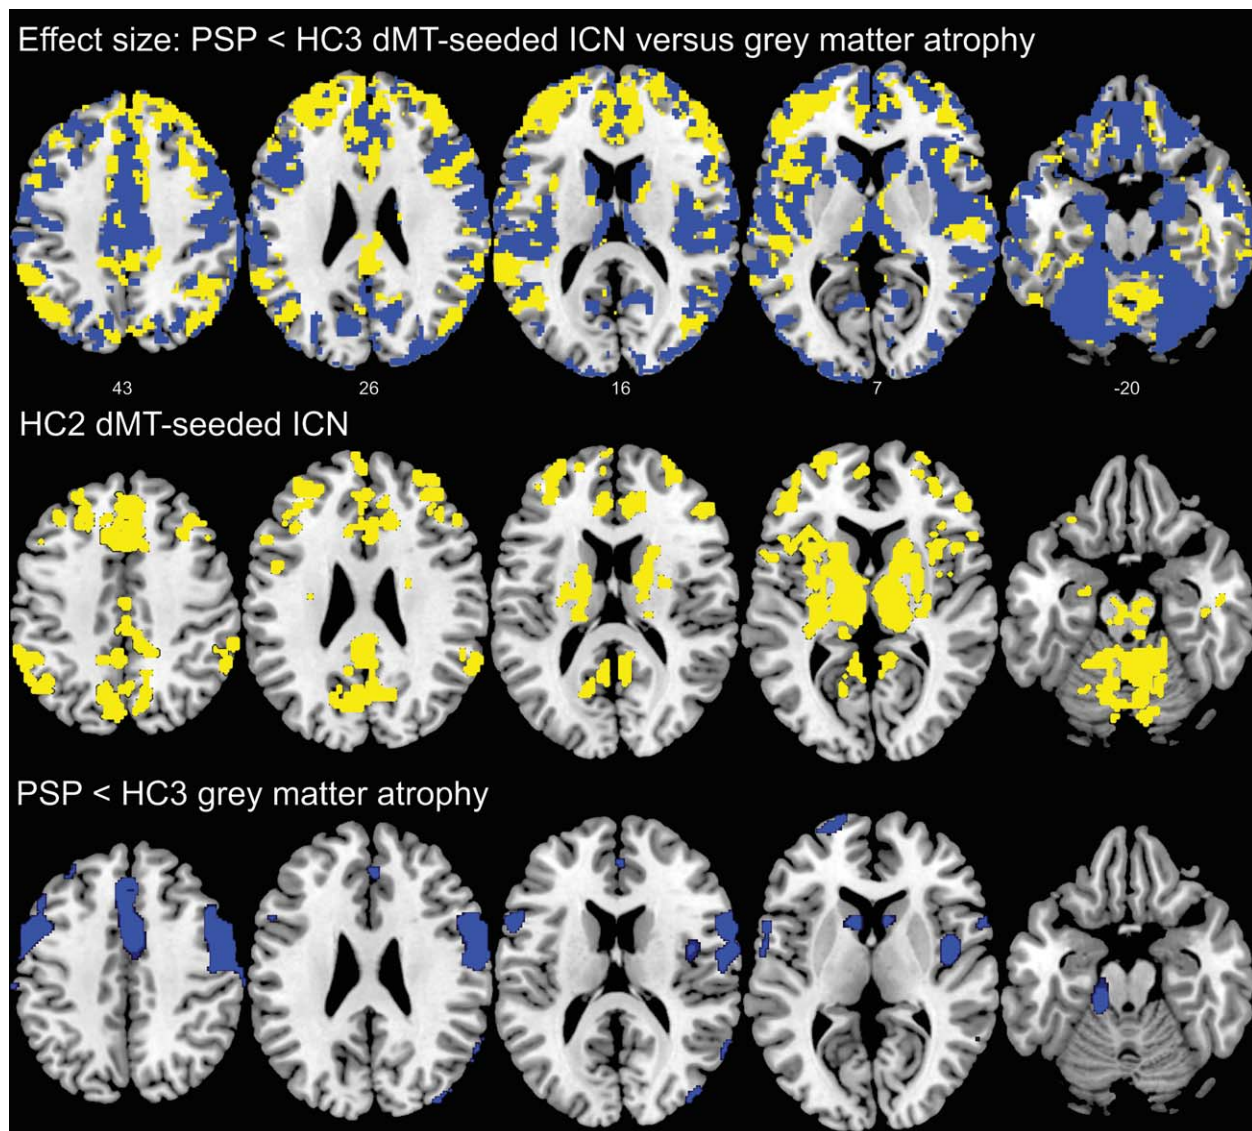 Effect size: PSP < HC3 dMT-seeded ICN versus grey matter atrophy
43 26 16 7 -20
HC2 dMT-seeded ICN
PSP < HC3 grey matter atrophy